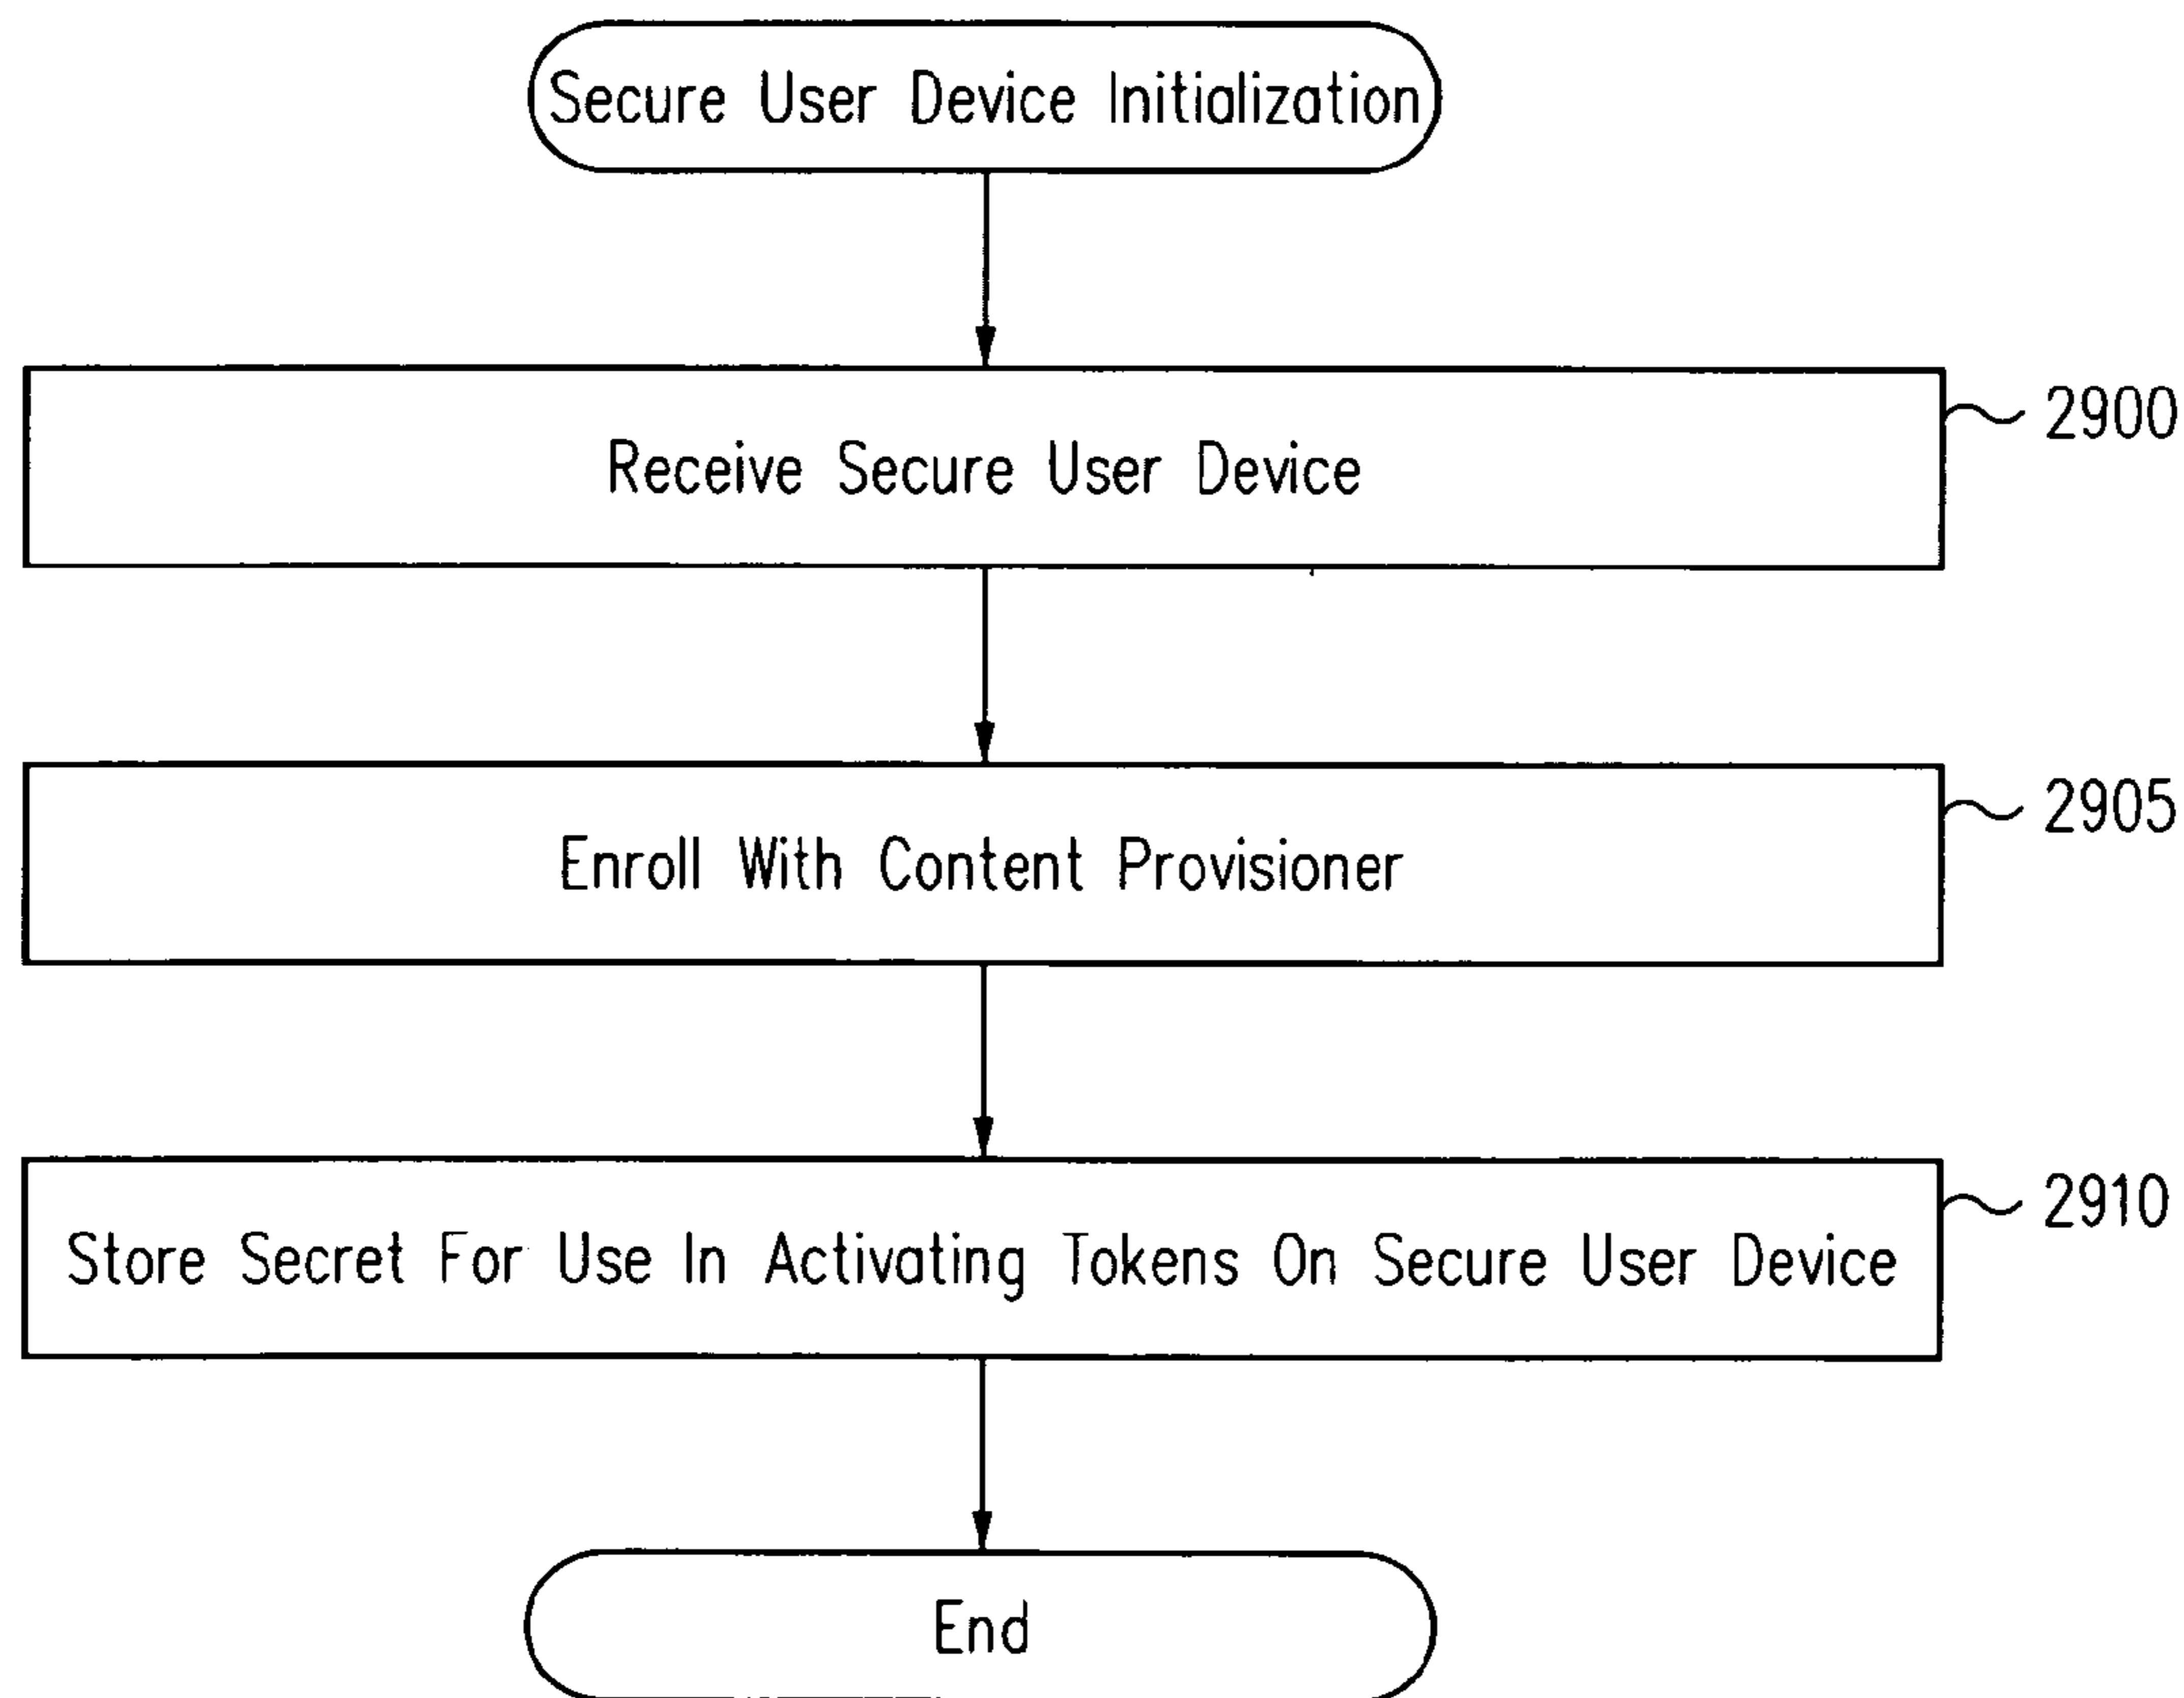 Secure User Device Initialization
2900
Receive Secure User Device
2905
Enroll With Content Provisioner
2910
Store Secret For Use In Activating Tokens On Secure User Device
End